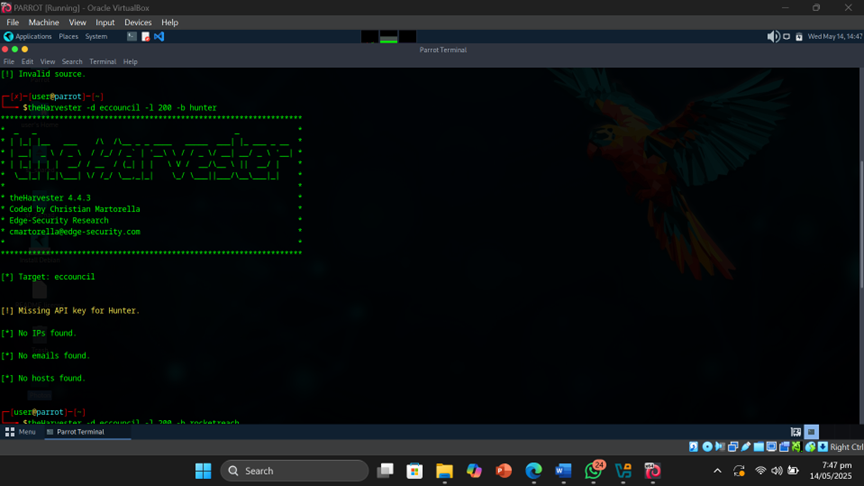 PARROT [Running] - Oracle VirtualBox
File Machine View Input Devices Help
Applications Places System
Wed May 14, 14:47
Parrot Terminal
File Edit View Search Terminal Help
[!] Invalid source.
[x]-[user@parrot]-[~]
$theHarvester -d eccouncil -l 200 -b hunter
*******************************************************************
theHarvester
* theHarvester 4.4.3 *
* Coded by Christian Martorella *
* Edge-Security Research *
* cmartorella@edge-security.com *
* *
*******************************************************************
[*] Target: eccouncil
[!] Missing API key for Hunter.
[*] No IPs found.
[*] No emails found.
[*] No hosts found.
[user@parrot]-[~]
$theHarvester -d eccouncil -l 200 -b rocketreach
Menu Parrot Terminal
Right Ctrl
Search
24
7:47 pm
14/05/2025